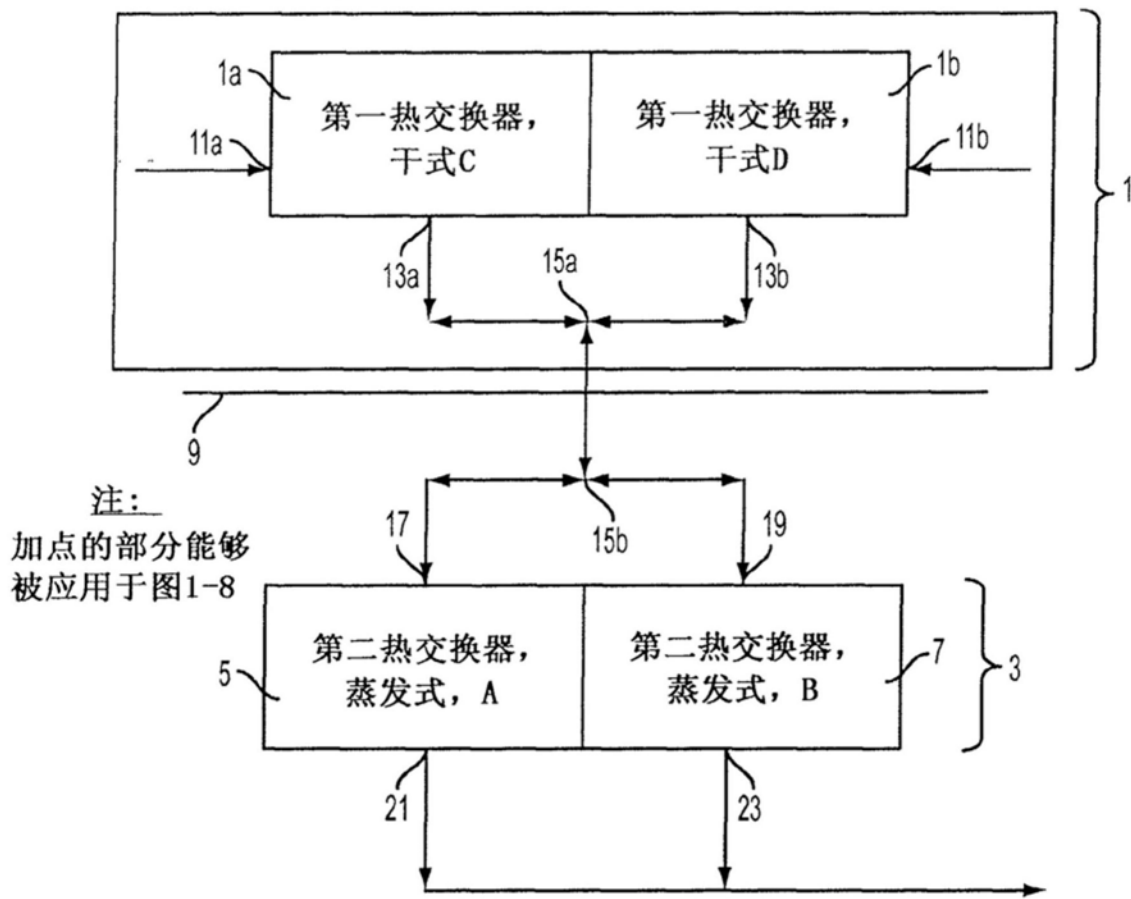 1a
1b
第一热交换器，
干式C
第一热交换器，
干式D
11a
11b
1
13a
15a
13b
9
注：
加点的部分能够
被应用于图1-8
17
15b
19
第二热交换器，
蒸发式，A
第二热交换器，
蒸发式，B
5
7
3
21
23